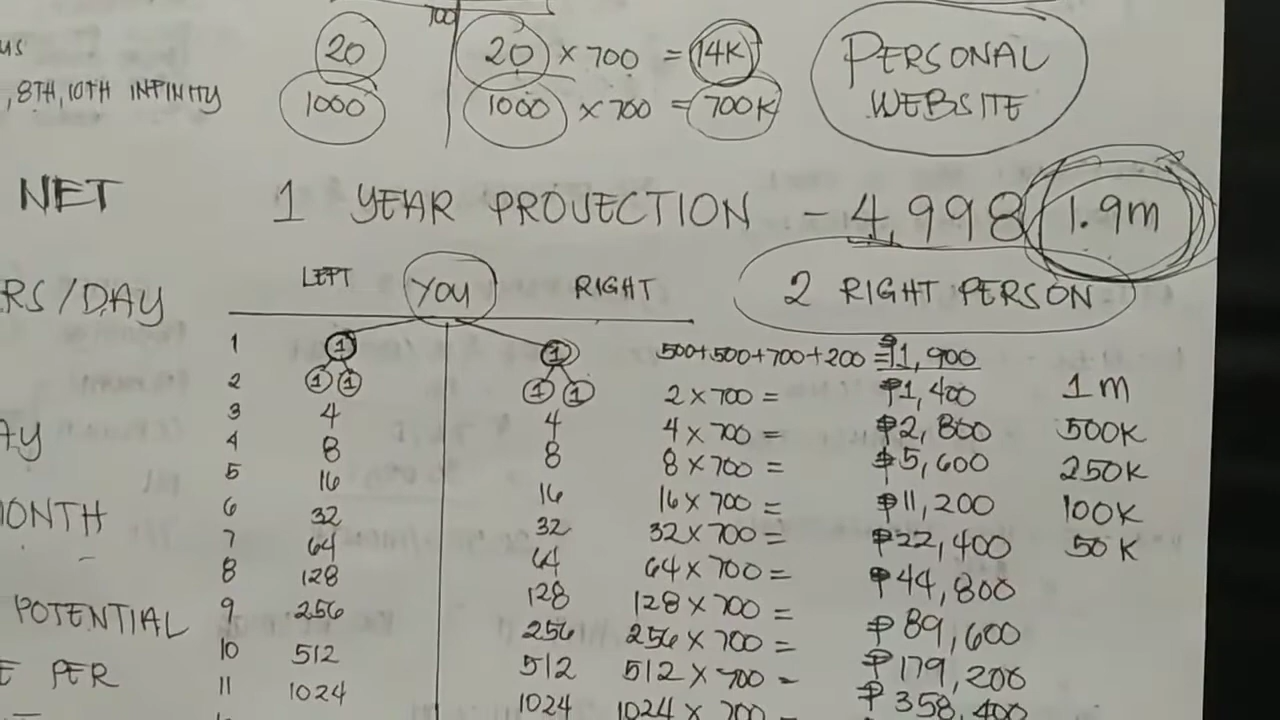 700
20 20 × 700 = 14K PERSONAL
, 8TH, 10TH INFINITY 1000 1000 × 700 = 700K WEBSITE
NET 1 YEAR PROJECTION - 4,998 1.9m
RS/DAY LEFT YOU RIGHT 2 RIGHT PERSON
1 1 1 500+500+700+200 = ₱1,900
2 1 1 1 1 2 × 700 = ₱1,400 1m
3 4 4 4 × 700 = ₱2,800 500K
4 8 8 8 × 700 = ₱5,600 250K
5 16 16 16 × 700 = ₱11,200 100K
6 32 32 32 × 700 = ₱22,400 50K
7 64 64 64 × 700 = ₱44,800
8 128 128 128 × 700 = ₱89,600
POTENTIAL 9 256 256 256 × 700 = ₱179,200
E PER 10 512 512 512 × 700 = ₱358,400
11 1024 1024 1024 × 700
ONTH